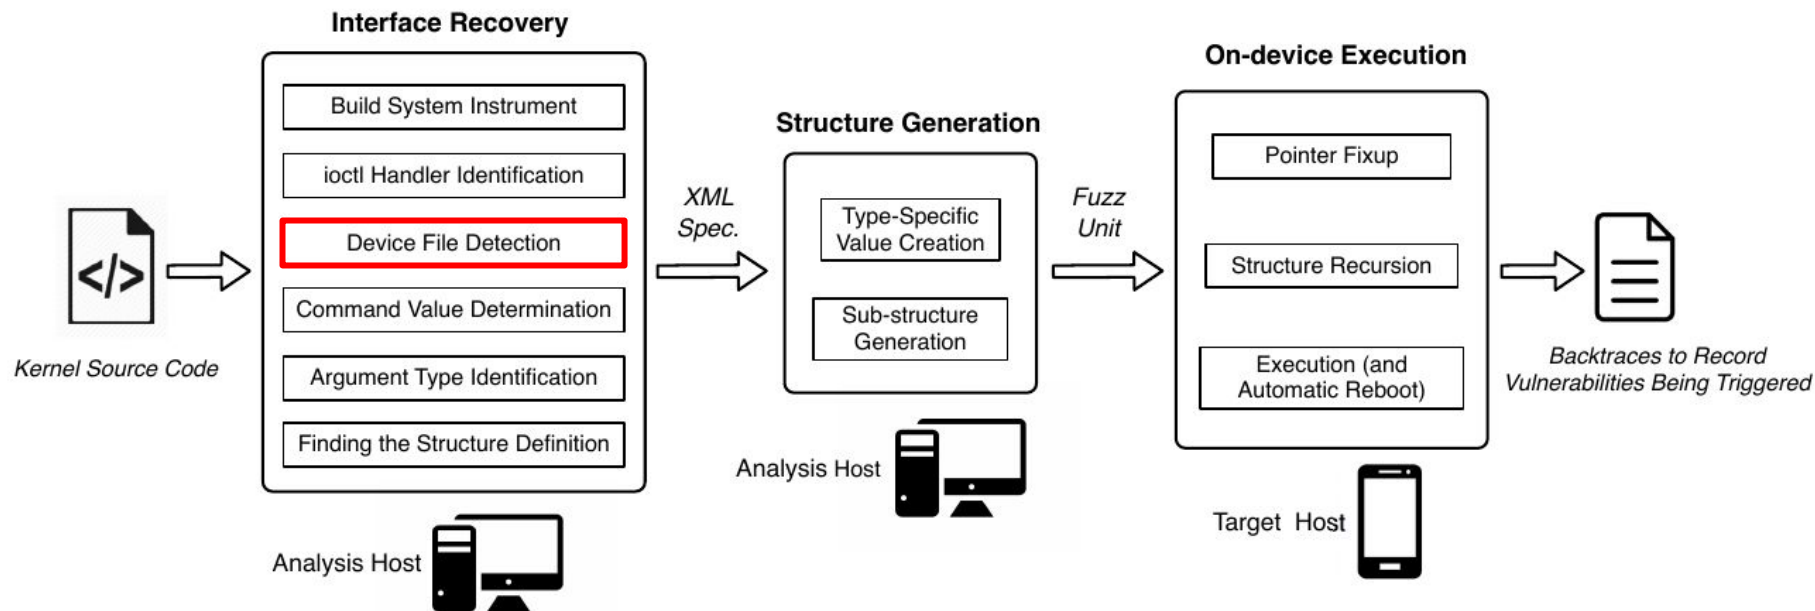 Interface Recovery
Build System Instrument
ioctl Handler Identification
Device File Detection
Command Value Determination
Argument Type Identification
Finding the Structure Definition
Analysis Host
</>
Kernel Source Code
XML
Spec.
Structure Generation
Type-Specific
Value Creation
Sub-structure
Generation
Analysis Host
Fuzz
Unit
On-device Execution
Pointer Fixup
Structure Recursion
Execution (and
Automatic Reboot)
Target Host
Backtraces to Record
Vulnerabilities Being Triggered